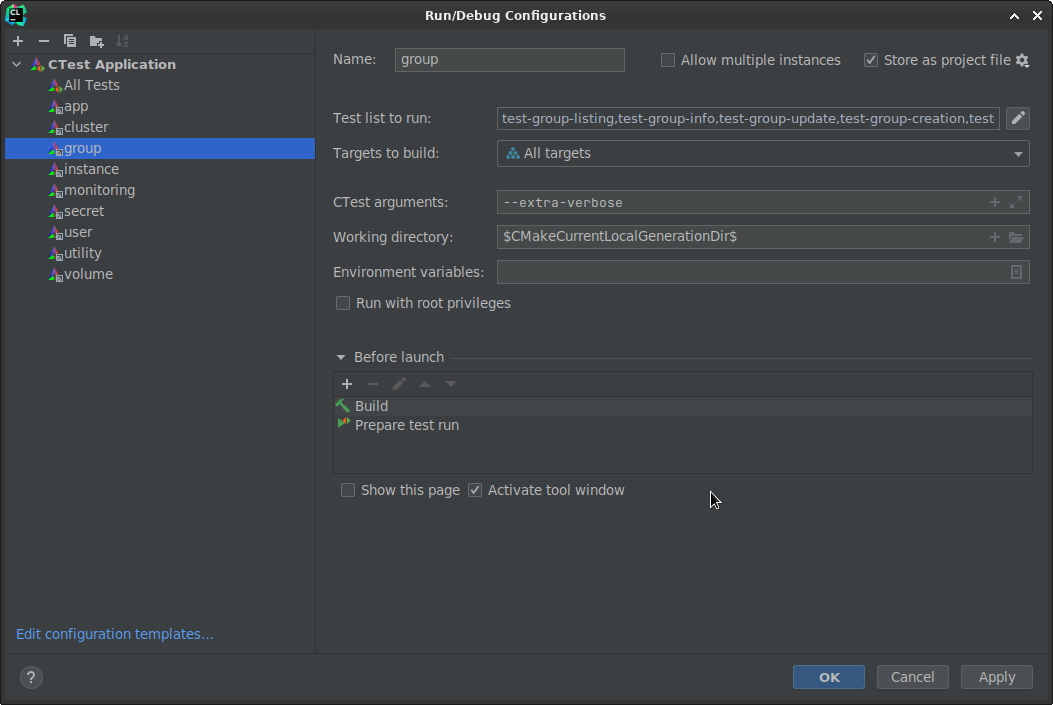 CL
Run/Debug Configurations
CTest Application
All Tests
app
cluster
group
instance
monitoring
secret
user
utility
volume
Edit configuration templates...
Name: group
Allow multiple instances
Store as project file
Test list to run: test-group-listing,test-group-info,test-group-update,test-group-creation,test
Targets to build: All targets
CTest arguments: --extra-verbose
Working directory: $CMakeCurrentLocalGenerationDir$
Environment variables:
Run with root privileges
Before launch
Build
Prepare test run
Show this page
Activate tool window
?
OK
Cancel
Apply